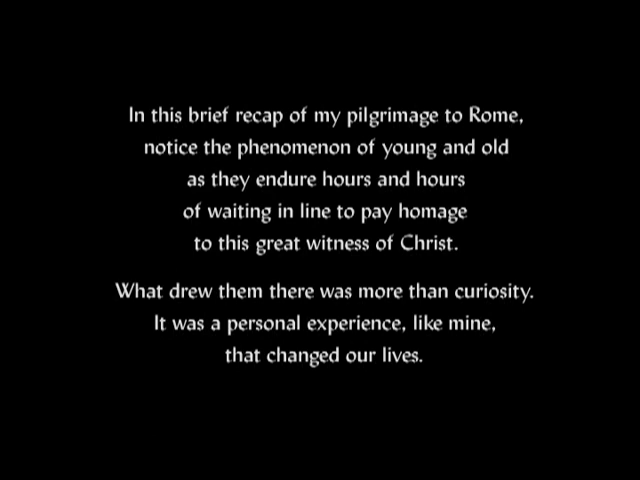 In this brief recap of my pilgrimage to Rome,
notice the phenomenon of young and old
as they endure hours and hours
of waiting in line to pay homage
to this great witness of Christ.
What drew them there was more than curiosity.
It was a personal experience, like mine,
that changed our lives.